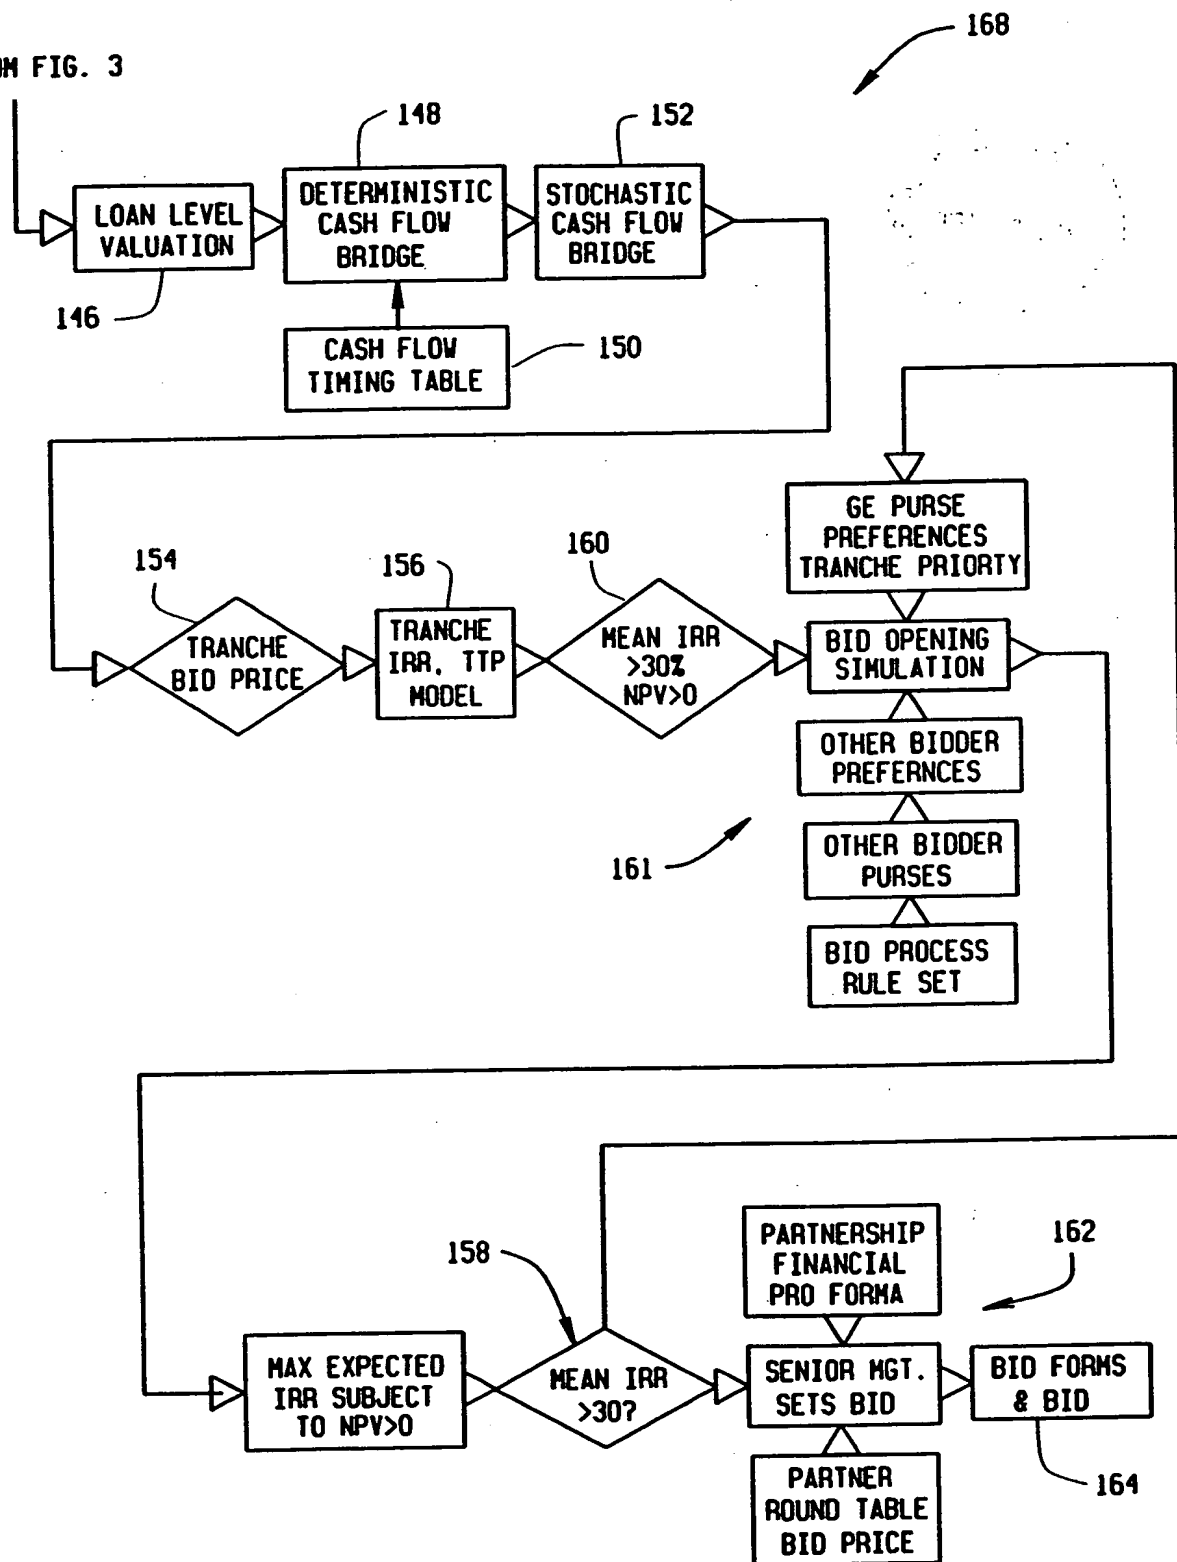 168
OM FIG. 3
148
152
LOAN LEVEL
VALUATION
DETERMINISTIC
CASH FLOW
BRIDGE
STOCHASTIC
CASH FLOW
BRIDGE
146
CASH FLOW
TIMING TABLE
150
GE PURSE
PREFERENCES
TRANCHE PRIORTY
154
156
160
TRANCHE
BID PRICE
TRANCHE
IRR, TTP
MODEL
MEAN IRR
>30%
NPV>0
BID OPENING
SIMULATION
OTHER BIDDER
PREFERNCES
161
OTHER BIDDER
PURSES
BID PROCESS
RULE SET
158
PARTNERSHIP
FINANCIAL
PRO FORMA
162
MAX EXPECTED
IRR SUBJECT
TO NPV>0
MEAN IRR
>30?
SENIOR MGT.
SETS BID
BID FORMS
& BID
PARTNER
ROUND TABLE
BID PRICE
164